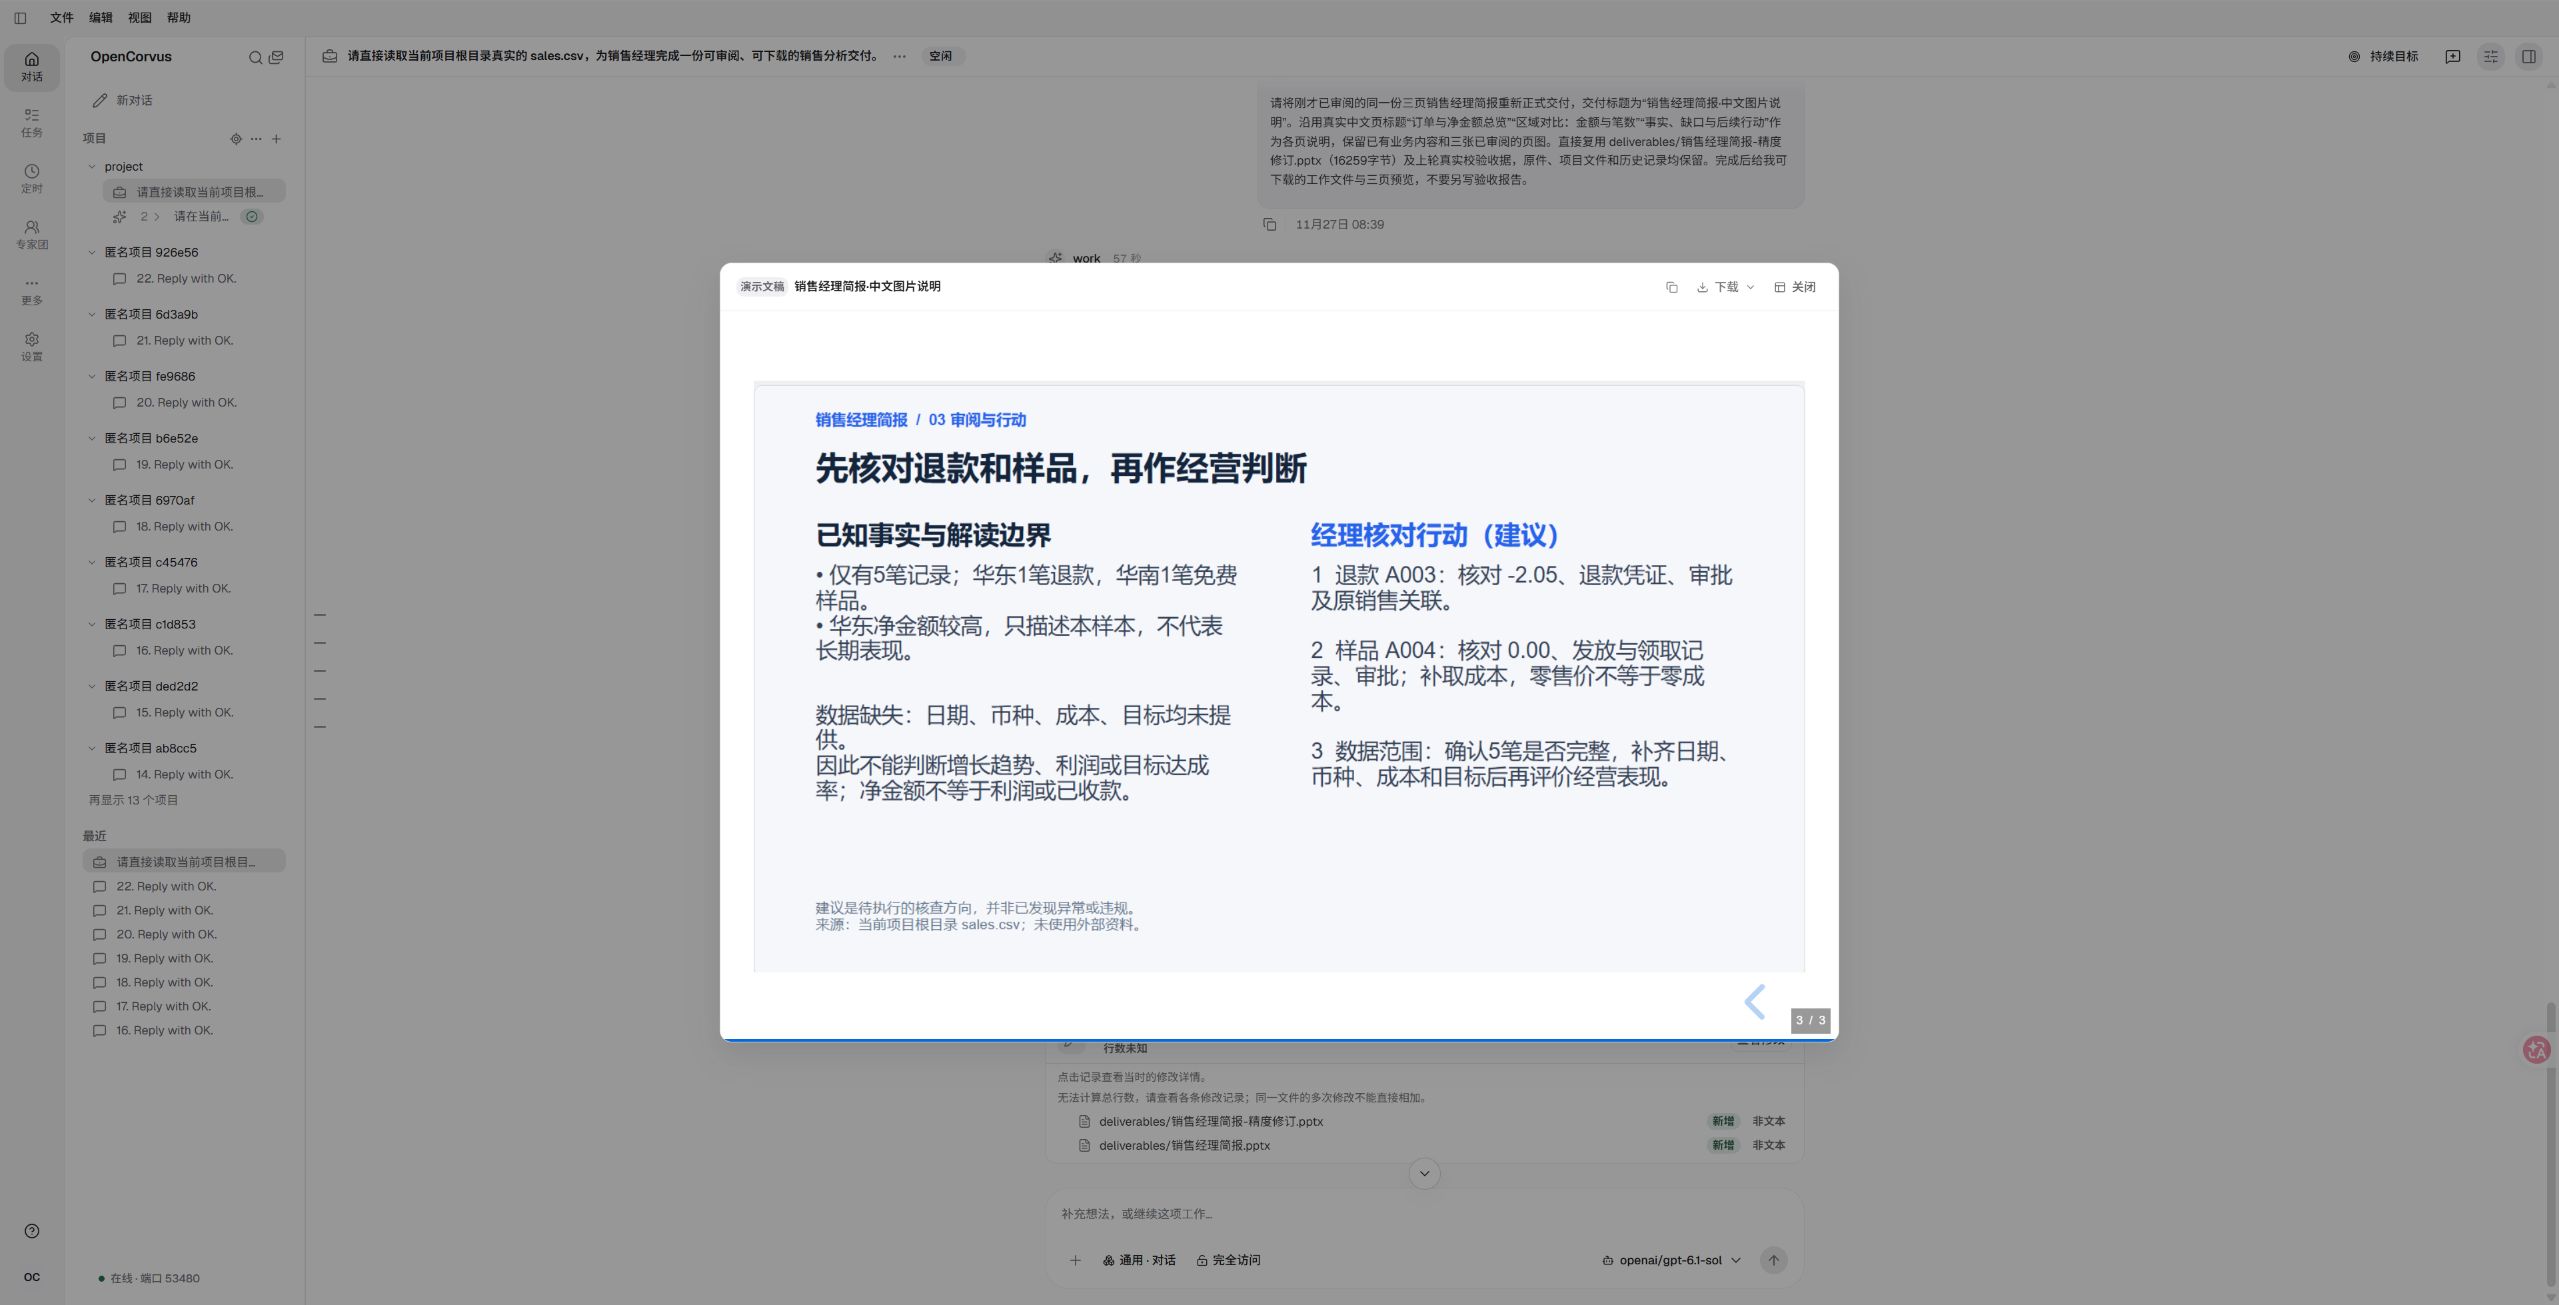 文件 编辑 视图 帮助
对话
任务
定时
专家团
更多
设置
OC
OpenCorvus
新对话
项目
project
请直接读取当前项目根...
2 > 请在当前...
匿名项目 926e56
22. Reply with OK.
匿名项目 6d3a9b
21. Reply with OK.
匿名项目 fe9686
20. Reply with OK.
匿名项目 b6e52e
19. Reply with OK.
匿名项目 6970af
18. Reply with OK.
匿名项目 c45476
17. Reply with OK.
匿名项目 c1d853
16. Reply with OK.
匿名项目 ded2d2
15. Reply with OK.
匿名项目 ab8cc5
14. Reply with OK.
再显示 13 个项目
最近
请直接读取当前项目根目...
22. Reply with OK.
21. Reply with OK.
20. Reply with OK.
19. Reply with OK.
18. Reply with OK.
17. Reply with OK.
16. Reply with OK.
在线 · 端口 53480
请直接读取当前项目根目录真实的 sales.csv，为销售经理完成一份可审阅、可下载的销售分析交付。 ... 空闲
持续目标
请将刚才已审阅的同一份三页销售经理简报重新正式交付，交付标题为“销售经理简报·中文图片说
明”。沿用真实中文页标题“订单与净金额总览”“区域对比：金额与笔数”“事实、缺口与后续行动”作
为各页说明，保留已有业务内容和三张已审阅的页图。直接复用 deliverables/销售经理简报-精度
修订.pptx（16259字节）及上轮真实校验收据，原件、项目文件和历史记录均保留。完成后给我可
下载的工作文件与三页预览，不要另写验收报告。
11月27日 08:39
work 57 秒
演示文稿 销售经理简报·中文图片说明
下载 关闭
销售经理简报 / 03 审阅与行动
先核对退款和样品，再作经营判断
已知事实与解读边界
• 仅有5笔记录；华东1笔退款，华南1笔免费
样品。
• 华东净金额较高，只描述本样本，不代表
长期表现。
数据缺失：日期、币种、成本、目标均未提
供。
因此不能判断增长趋势、利润或目标达成
率；净金额不等于利润或已收款。
经理核对行动（建议）
1 退款 A003：核对 -2.05、退款凭证、审批
及原销售关联。
2 样品 A004：核对 0.00、发放与领取记
录、审批；补取成本，零售价不等于零成
本。
3 数据范围：确认5笔是否完整，补齐日期、
币种、成本和目标后再评价经营表现。
建议是待执行的核查方向，并非已发现异常或违规。
来源：当前项目根目录 sales.csv；未使用外部资料。
3 / 3
行数未知
点击记录查看当时的修改详情。
无法计算总行数，请查看各条修改记录；同一文件的多次修改不能直接相加。
deliverables/销售经理简报-精度修订.pptx 新增 非文本
deliverables/销售经理简报.pptx 新增 非文本
补充想法，或继续这项工作...
通用 · 对话 完全访问
openai/gpt-6.1-sol